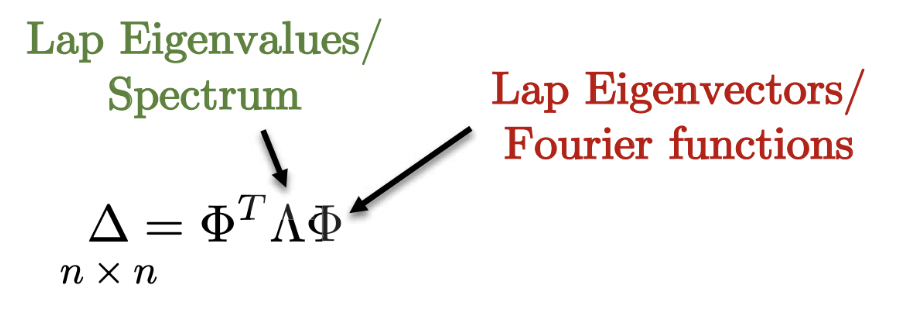 Lap Eigenvalues/
Spectrum
Lap Eigenvectors/
Fourier functions
Δ = Φ^T ΛΦ
n × n